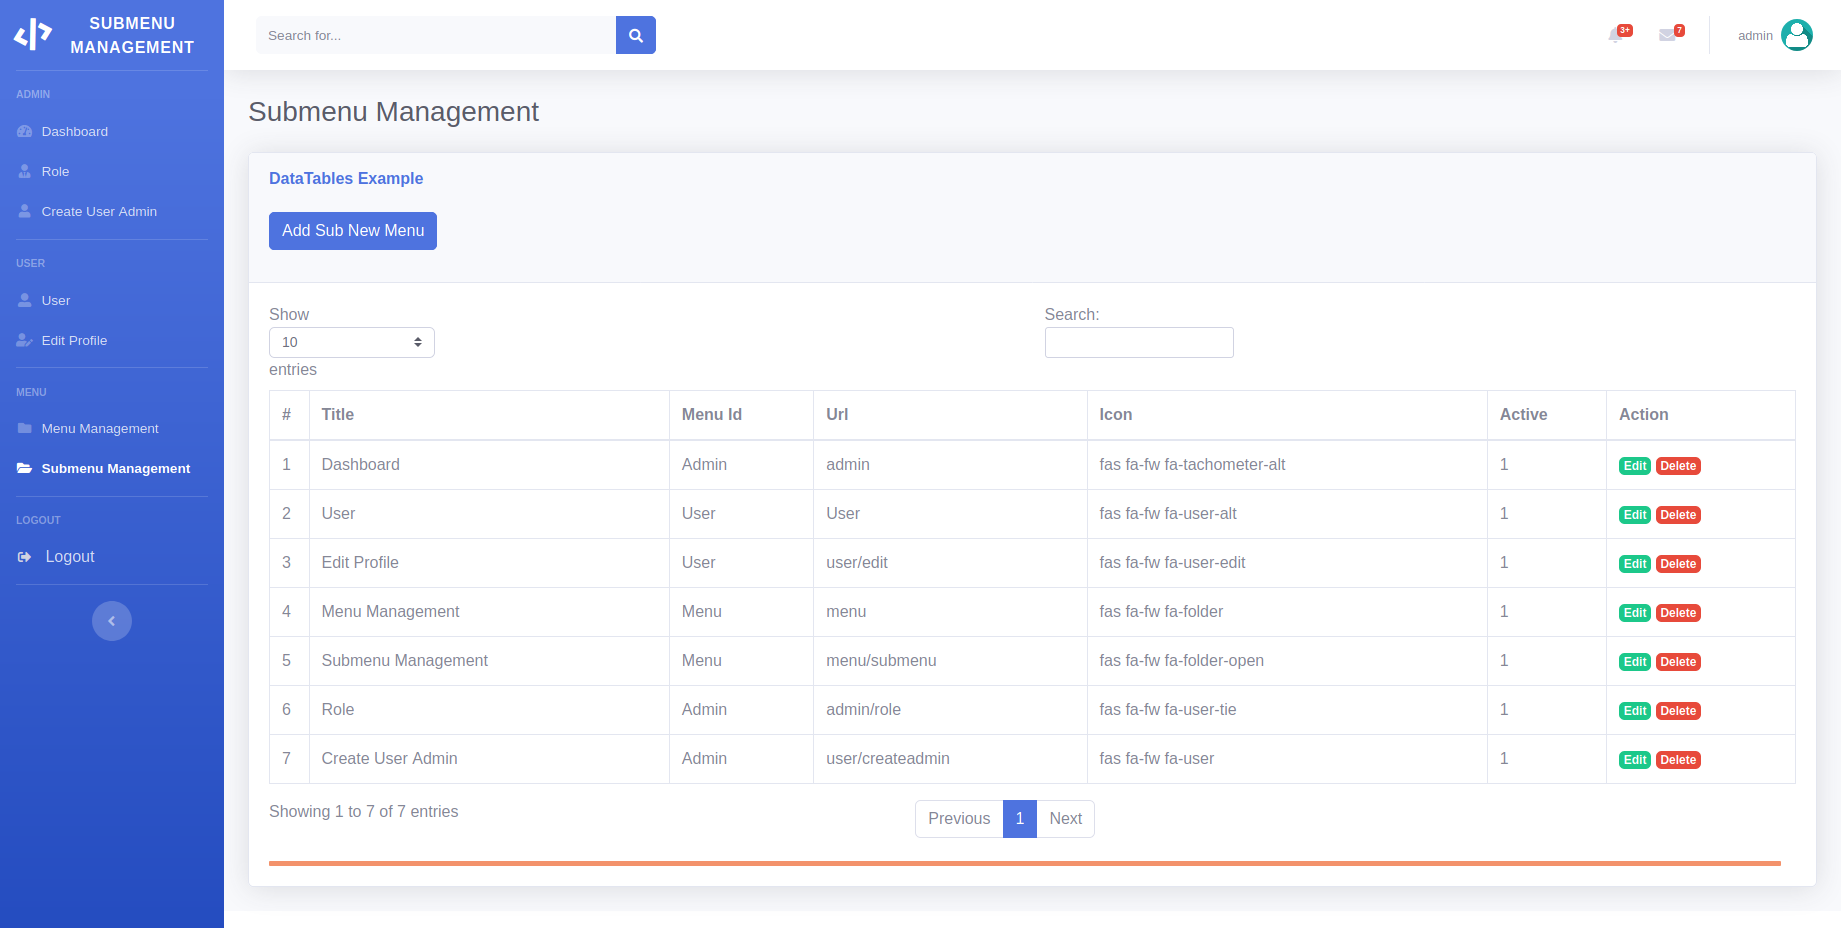 SUBMENU
MANAGEMENT
Search for...
3+
7
admin
ADMIN
Dashboard
Role
Create User Admin
USER
User
Edit Profile
MENU
Menu Management
Submenu Management
LOGOUT
Logout
Submenu Management
DataTables Example
Add Sub New Menu
Show
10
entries
Search:
# Title Menu Id Url Icon Active Action
1 Dashboard Admin admin fas fa-fw fa-tachometer-alt 1 Edit Delete
2 User User User fas fa-fw fa-user-alt 1 Edit Delete
3 Edit Profile User user/edit fas fa-fw fa-user-edit 1 Edit Delete
4 Menu Management Menu menu fas fa-fw fa-folder 1 Edit Delete
5 Submenu Management Menu menu/submenu fas fa-fw fa-folder-open 1 Edit Delete
6 Role Admin admin/role fas fa-fw fa-user-tie 1 Edit Delete
7 Create User Admin Admin user/createadmin fas fa-fw fa-user 1 Edit Delete
Showing 1 to 7 of 7 entries
Previous 1 Next